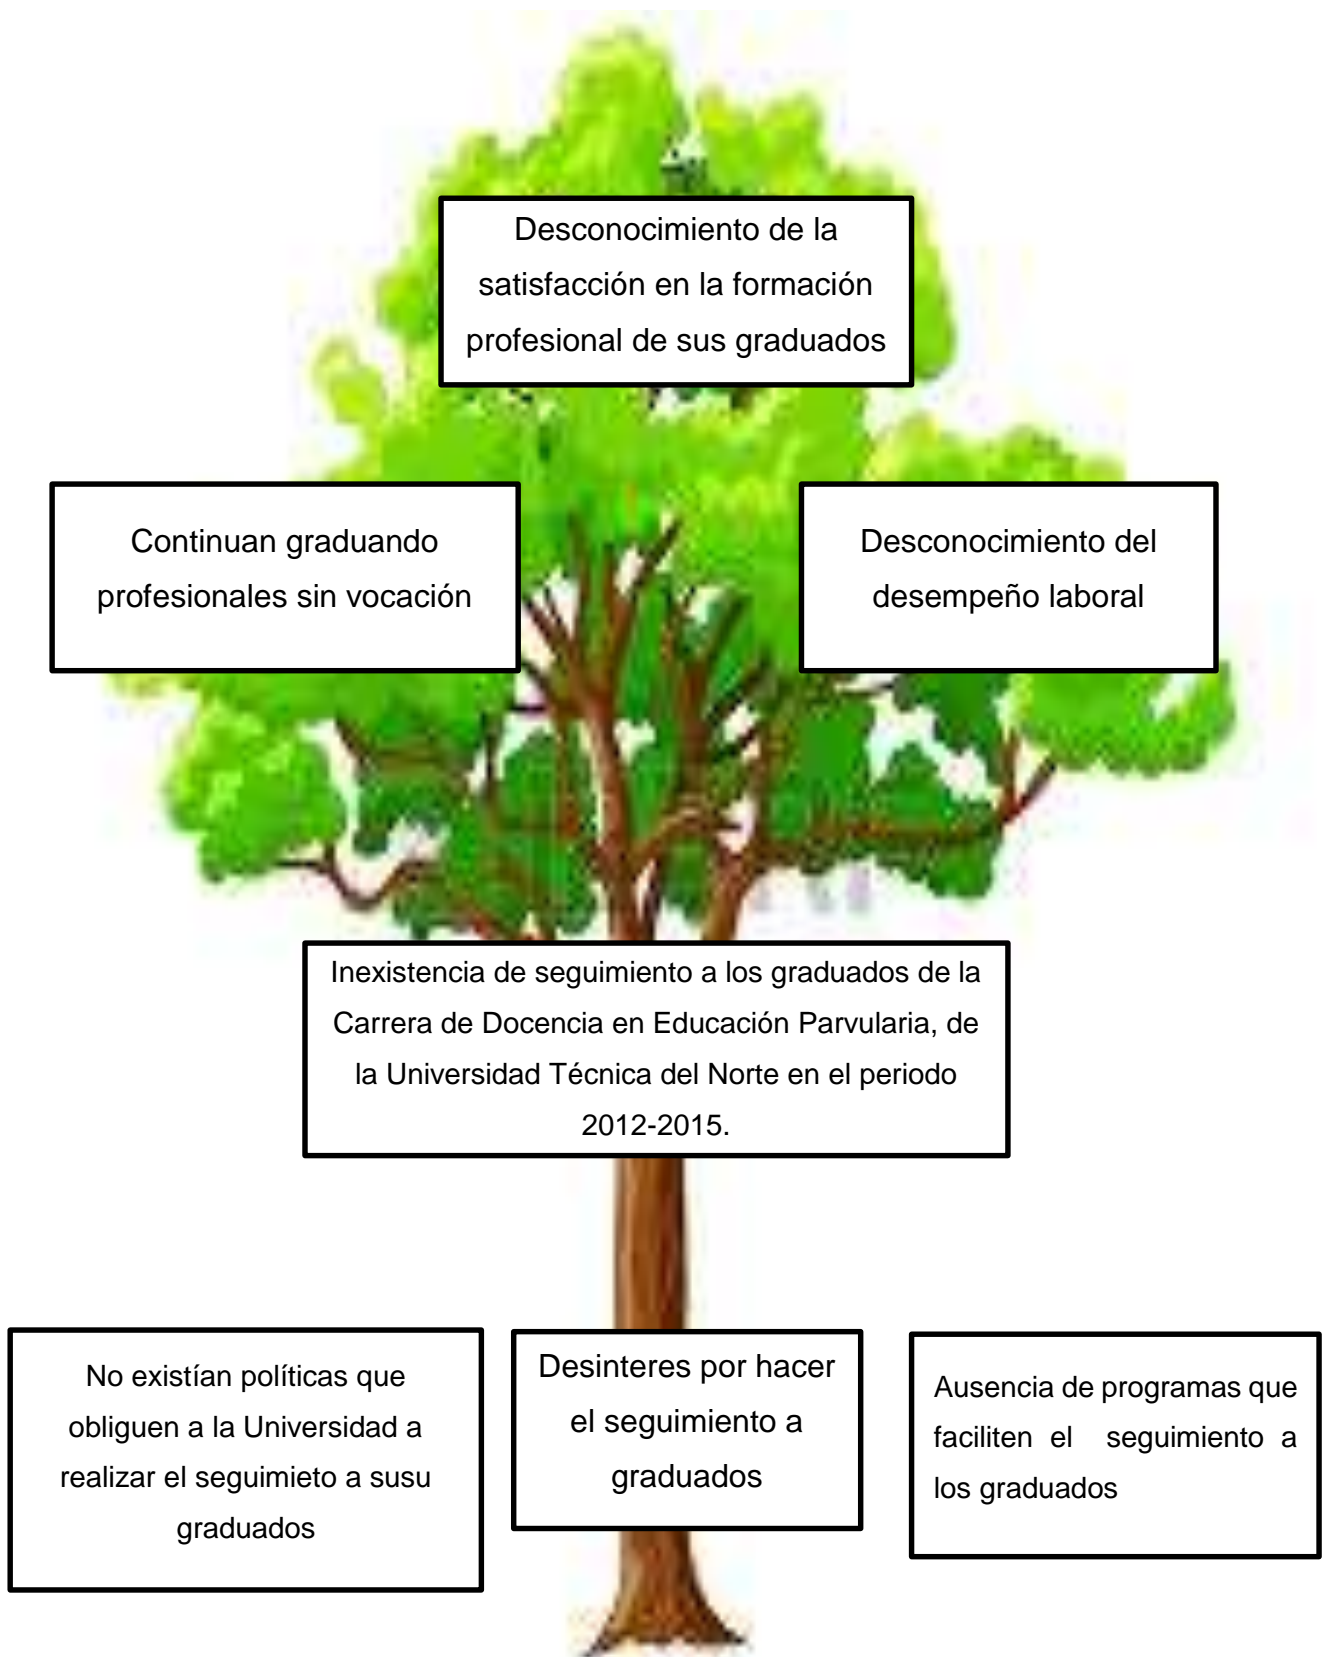 Desconocimiento de la
satisfacción en la formación
profesional de sus graduados
Continuan graduando
profesionales sin vocación
Desconocimiento del
desempeño laboral
Inexistencia de seguimiento a los graduados de la
Carrera de Docencia en Educación Parvularia, de
la Universidad Técnica del Norte en el periodo
2012-2015.
No existían políticas que
obliguen a la Universidad a
realizar el seguimieto a susu
graduados
Desinteres por hacer
el seguimiento a
graduados
Ausencia de programas que
faciliten el seguimiento a
los graduados